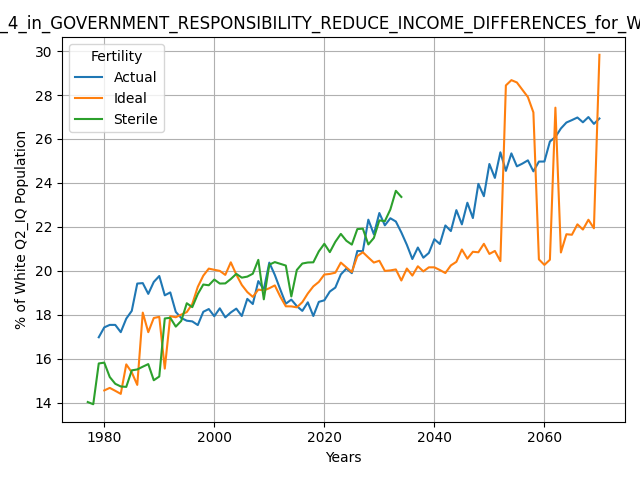 _4_in_GOVERNMENT_RESPONSIBILITY_REDUCE_INCOME_DIFFERENCES_for_W
Fertility
Actual
Ideal
Sterile
30
28
26
24
22
20
18
16
14
% of White Q2_IQ Population
1980 2000 2020 2040 2060
Years